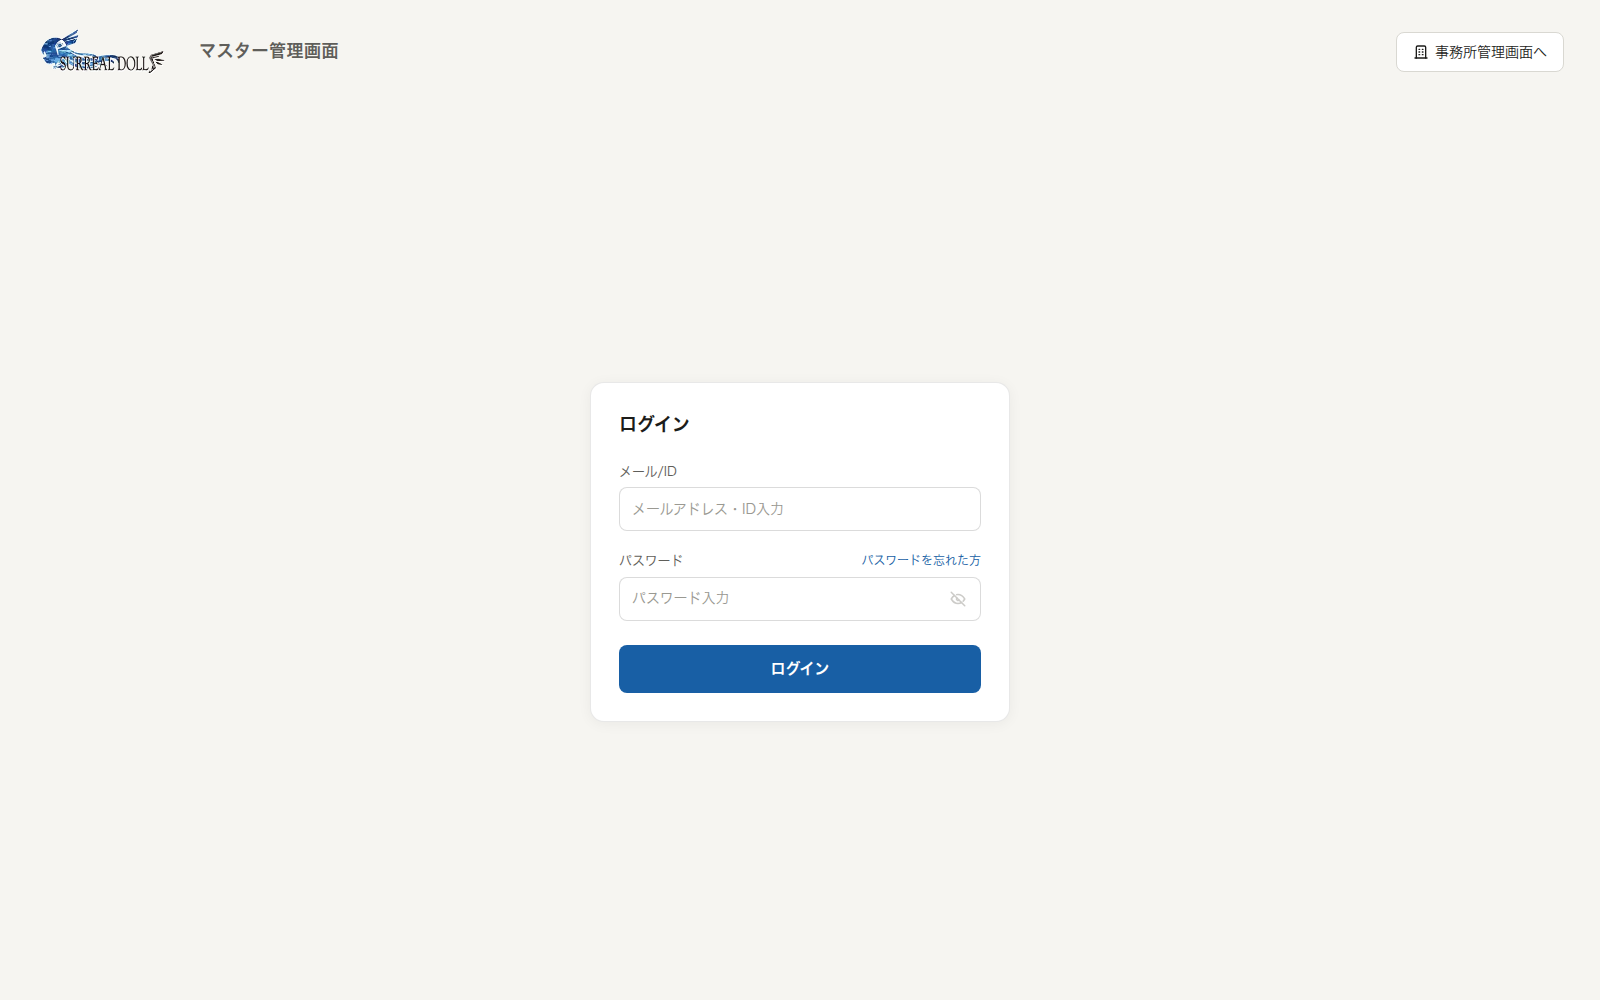 SURREAL DOLL
マスター管理画面
事務所管理画面へ
ログイン
メール/ID
メールアドレス・ID入力
パスワード
パスワードを忘れた方
パスワード入力
ログイン